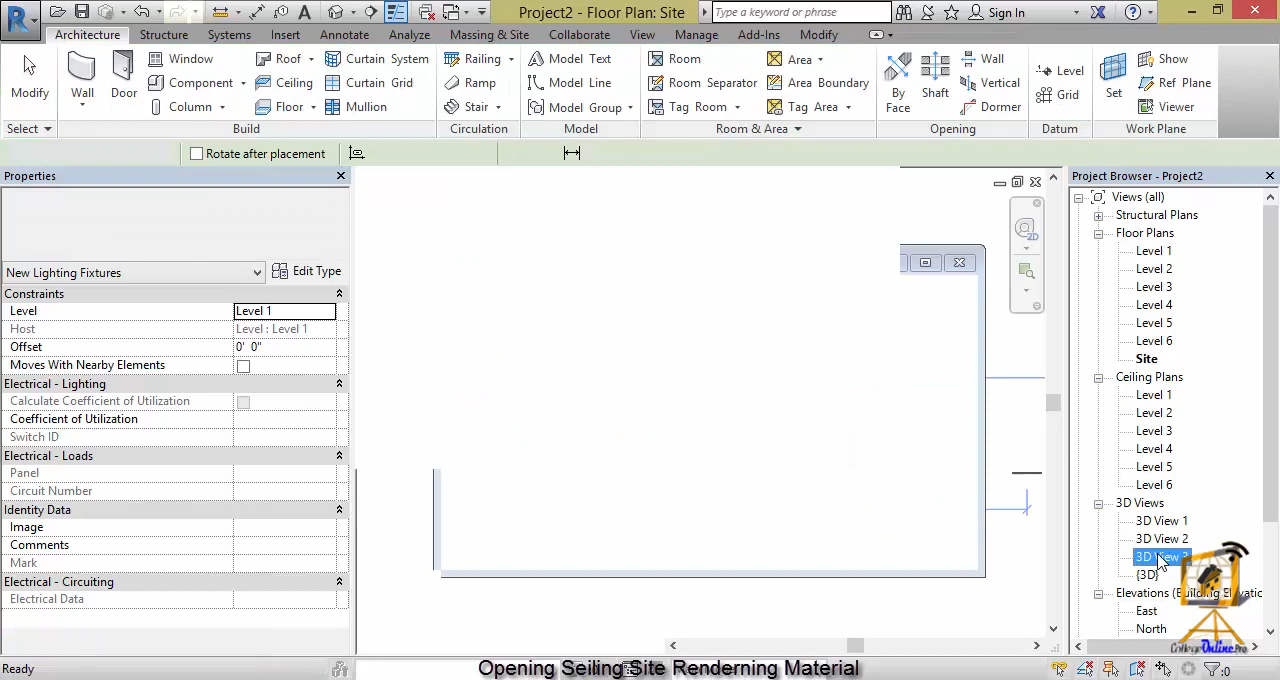 Project2 - Floor Plan: Site
Type a keyword or phrase
Sign In
Architecture
Structure
Systems
Insert
Annotate
Analyze
Massing & Site
Collaborate
View
Manage
Add-Ins
Modify
Modify
Wall
Door
Window
Component
Column
Roof
Ceiling
Floor
Curtain System
Curtain Grid
Mullion
Railing
Ramp
Stair
Model Text
Model Line
Model Group
Room
Room Separator
Tag Room
Area
Area Boundary
Tag Area
By
Face
Shaft
Wall
Vertical
Dormer
Level
Grid
Set
Show
Ref Plane
Viewer
Select
Build
Circulation
Model
Room & Area
Opening
Datum
Work Plane
Rotate after placement
Properties
New Lighting Fixtures
Edit Type
Constraints
Level
Level 1
Host
Level : Level 1
Offset
0' 0"
Moves With Nearby Elements
Electrical - Lighting
Calculate Coefficient of Utilization
Coefficient of Utilization
Switch ID
Electrical - Loads
Panel
Circuit Number
Identity Data
Image
Comments
Mark
Electrical - Circuiting
Electrical Data
2D
Project Browser - Project2
Views (all)
Structural Plans
Floor Plans
Level 1
Level 2
Level 3
Level 4
Level 5
Level 6
Site
Ceiling Plans
Level 1
Level 2
Level 3
Level 4
Level 5
Level 6
3D Views
3D View 1
3D View 2
3D
{3D}
Elevations (Building
East
North
CollegeOnline.Pro
Ready
Opening Seiling Site Rendernning Material
:0